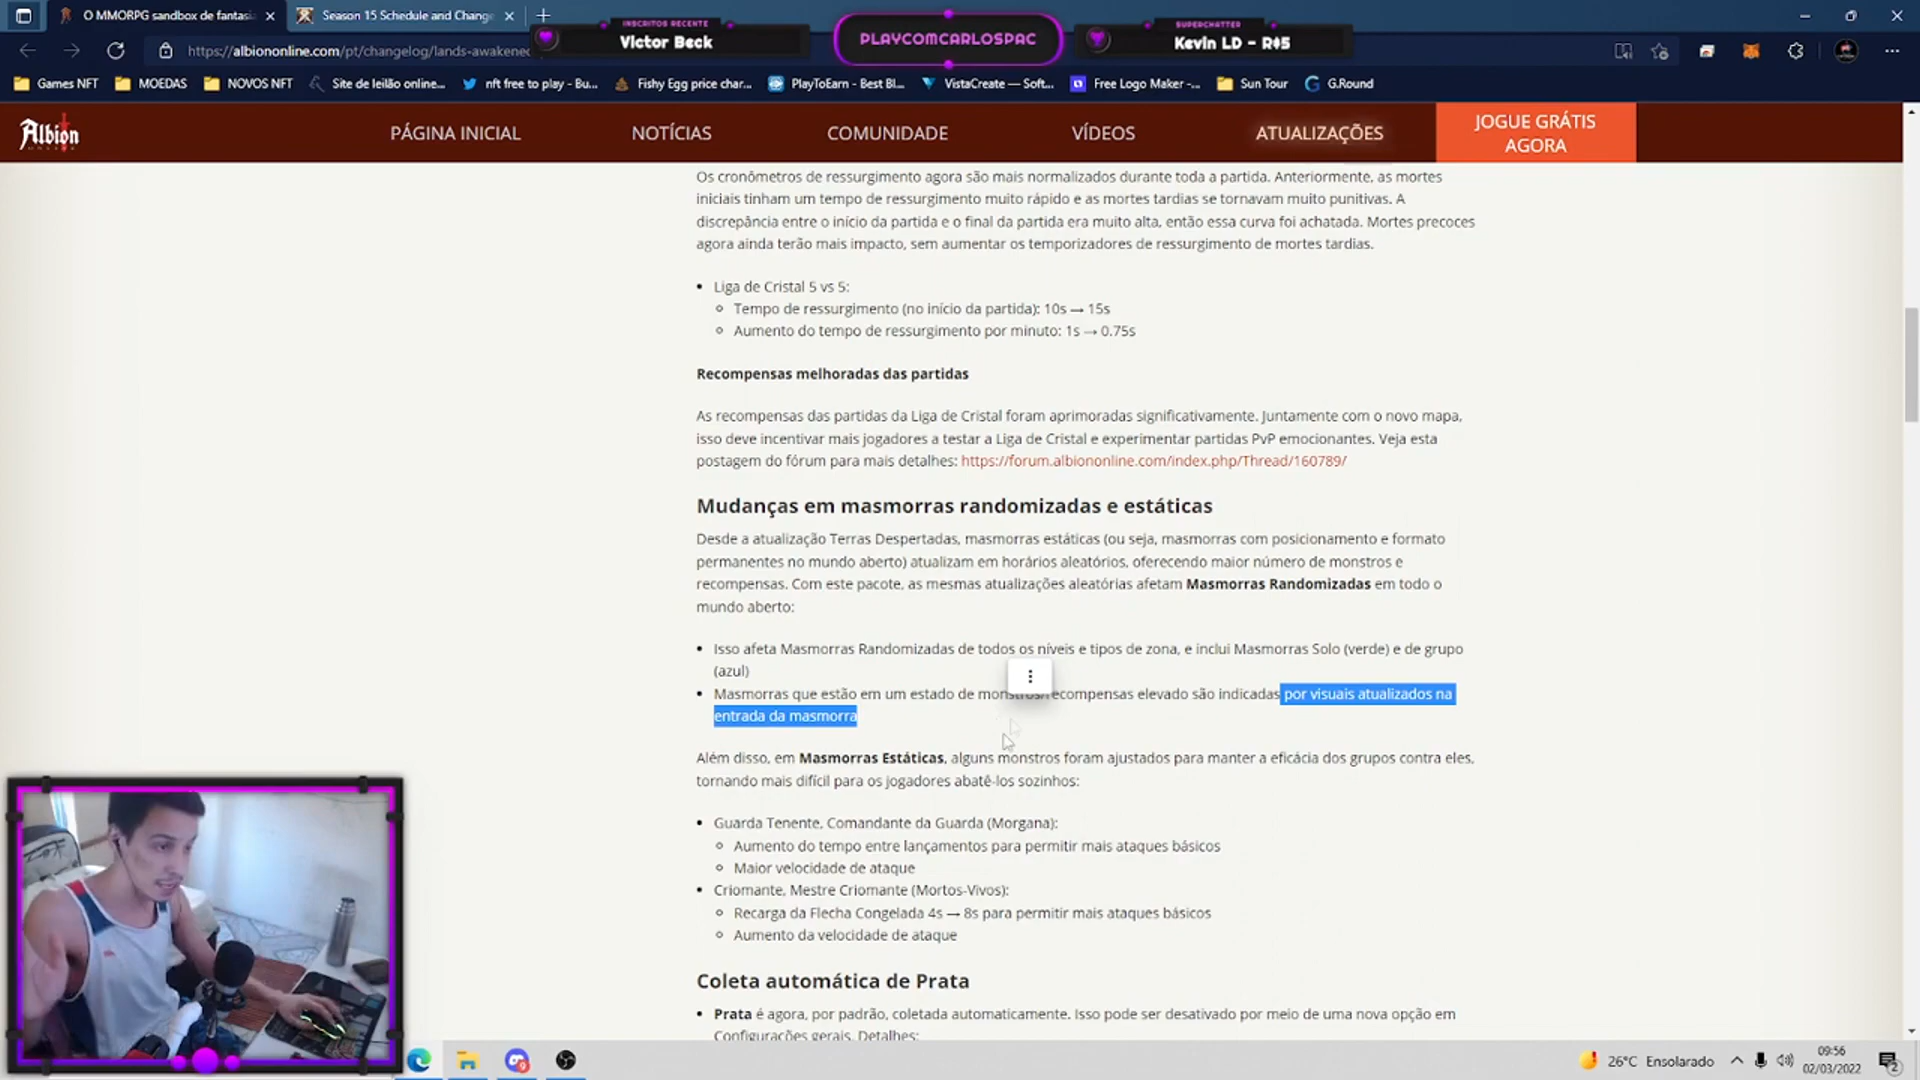 O MMORPG sandbox de fantasia
Season 15 Schedule and Change
INSCRITOS RECENTE
Victor Beck
PLAYCOMCARLOSPAC
SUPERCHATTER
Kevin LD - R$5
https://albiononline.com/pt/changelog/lands-awakened
Games NFT
MOEDAS
NOVOS NFT
Site de leilão online...
nft free to play - Bu...
Fishy Egg price char...
PlayToEarn - Best Bl...
VistaCreate — Soft...
Free Logo Maker -...
Sun Tour
G.Round
Albion
ONLINE
PÁGINA INICIAL
NOTÍCIAS
COMUNIDADE
VÍDEOS
ATUALIZAÇÕES
JOGUE GRÁTIS
AGORA
Os cronômetros de ressurgimento agora são mais normalizados durante toda a partida. Anteriormente, as mortes
iniciais tinham um tempo de ressurgimento muito rápido e as mortes tardias se tornavam muito punitivas. A
discrepância entre o início da partida e o final da partida era muito alta, então essa curva foi achatada. Mortes precoces
agora ainda terão mais impacto, sem aumentar os temporizadores de ressurgimento de mortes tardias.
• Liga de Cristal 5 vs 5:
Tempo de ressurgimento (no início da partida): 10s → 15s
Aumento do tempo de ressurgimento por minuto: 1s → 0.75s
Recompensas melhoradas das partidas
As recompensas das partidas da Liga de Cristal foram aprimoradas significativamente. Juntamente com o novo mapa,
isso deve incentivar mais jogadores a testar a Liga de Cristal e experimentar partidas PvP emocionantes. Veja esta
postagem do fórum para mais detalhes: https://forum.albiononline.com/index.php/Thread/160789/
Mudanças em masmorras randomizadas e estáticas
Desde a atualização Terras Despertadas, masmorras estáticas (ou seja, masmorras com posicionamento e formato
permanentes no mundo aberto) atualizam em horários aleatórios, oferecendo maior número de monstros e
recompensas. Com este pacote, as mesmas atualizações aleatórias afetam Masmorras Randomizadas em todo o
mundo aberto:
• Isso afeta Masmorras Randomizadas de todos os níveis e tipos de zona, e inclui Masmorras Solo (verde) e de grupo
(azul)
• Masmorras que estão em um estado de monstros/recompensas elevado são indicadas por visuais atualizados na
entrada da masmorra
Além disso, em Masmorras Estáticas, alguns monstros foram ajustados para manter a eficácia dos grupos contra eles,
tornando mais difícil para os jogadores abatê-los sozinhos:
• Guarda Tenente, Comandante da Guarda (Morgana):
Aumento do tempo entre lançamentos para permitir mais ataques básicos
Maior velocidade de ataque
• Criomante, Mestre Criomante (Mortos-Vivos):
Recarga da Flecha Congelada 4s → 8s para permitir mais ataques básicos
Aumento da velocidade de ataque
Coleta automática de Prata
• Prata é agora, por padrão, coletada automaticamente. Isso pode ser desativado por meio de uma nova opção em
Configurações gerais. Detalhes:
26°C Ensolarado
09:56
02/03/2022
2